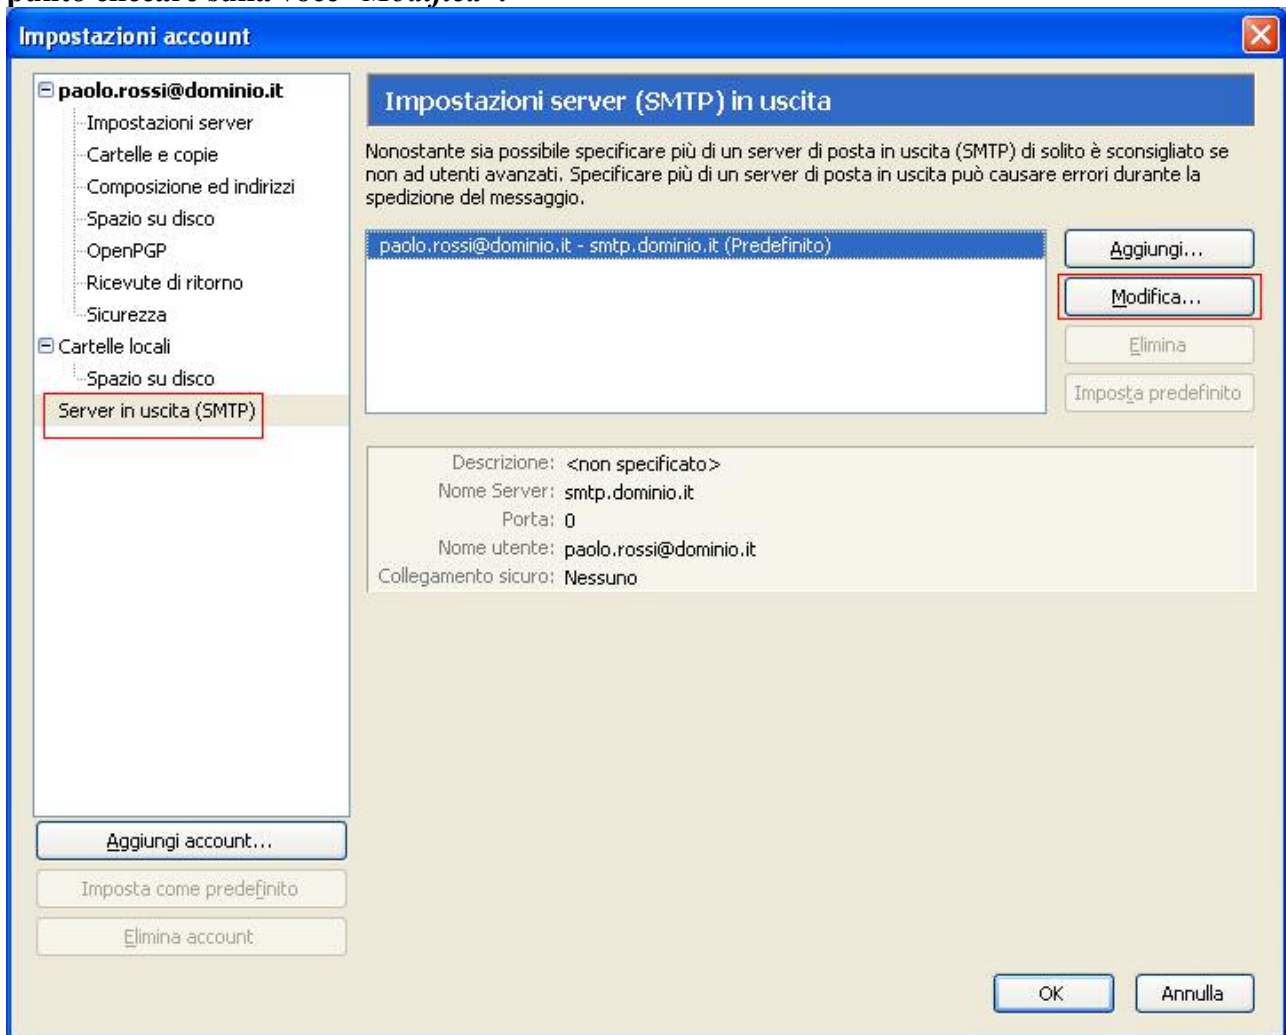 punto cliccare sulla voce "Modifica".
Impostazioni account
paolo.rossi@dominio.it
Impostazioni server
Cartelle e copie
Composizione ed indirizzi
Spazio su disco
OpenPGP
Ricevute di ritorno
Sicurezza
Cartelle locali
Spazio su disco
Server in uscita (SMTP)
Aggiungi account...
Imposta come predefinito
Elimina account
Impostazioni server (SMTP) in uscita
Nonostante sia possibile specificare più di un server di posta in uscita (SMTP) di solito è sconsigliato se
non ad utenti avanzati. Specificare più di un server di posta in uscita può causare errori durante la
spedizione del messaggio.
paolo.rossi@dominio.it - smtp.dominio.it (Predefinito)
Aggiungi...
Modifica...
Elimina
Imposta predefinito
Descrizione: <non specificato>
Nome Server: smtp.dominio.it
Porta: 0
Nome utente: paolo.rossi@dominio.it
Collegamento sicuro: Nessuno
OK
Annulla